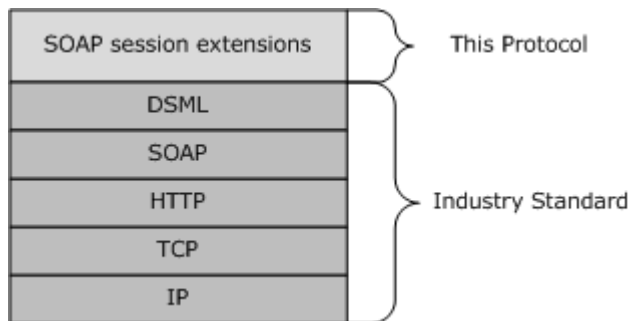 SOAP session extensions
This Protocol
DSML
SOAP
HTTP
Industry Standard
TCP
IP